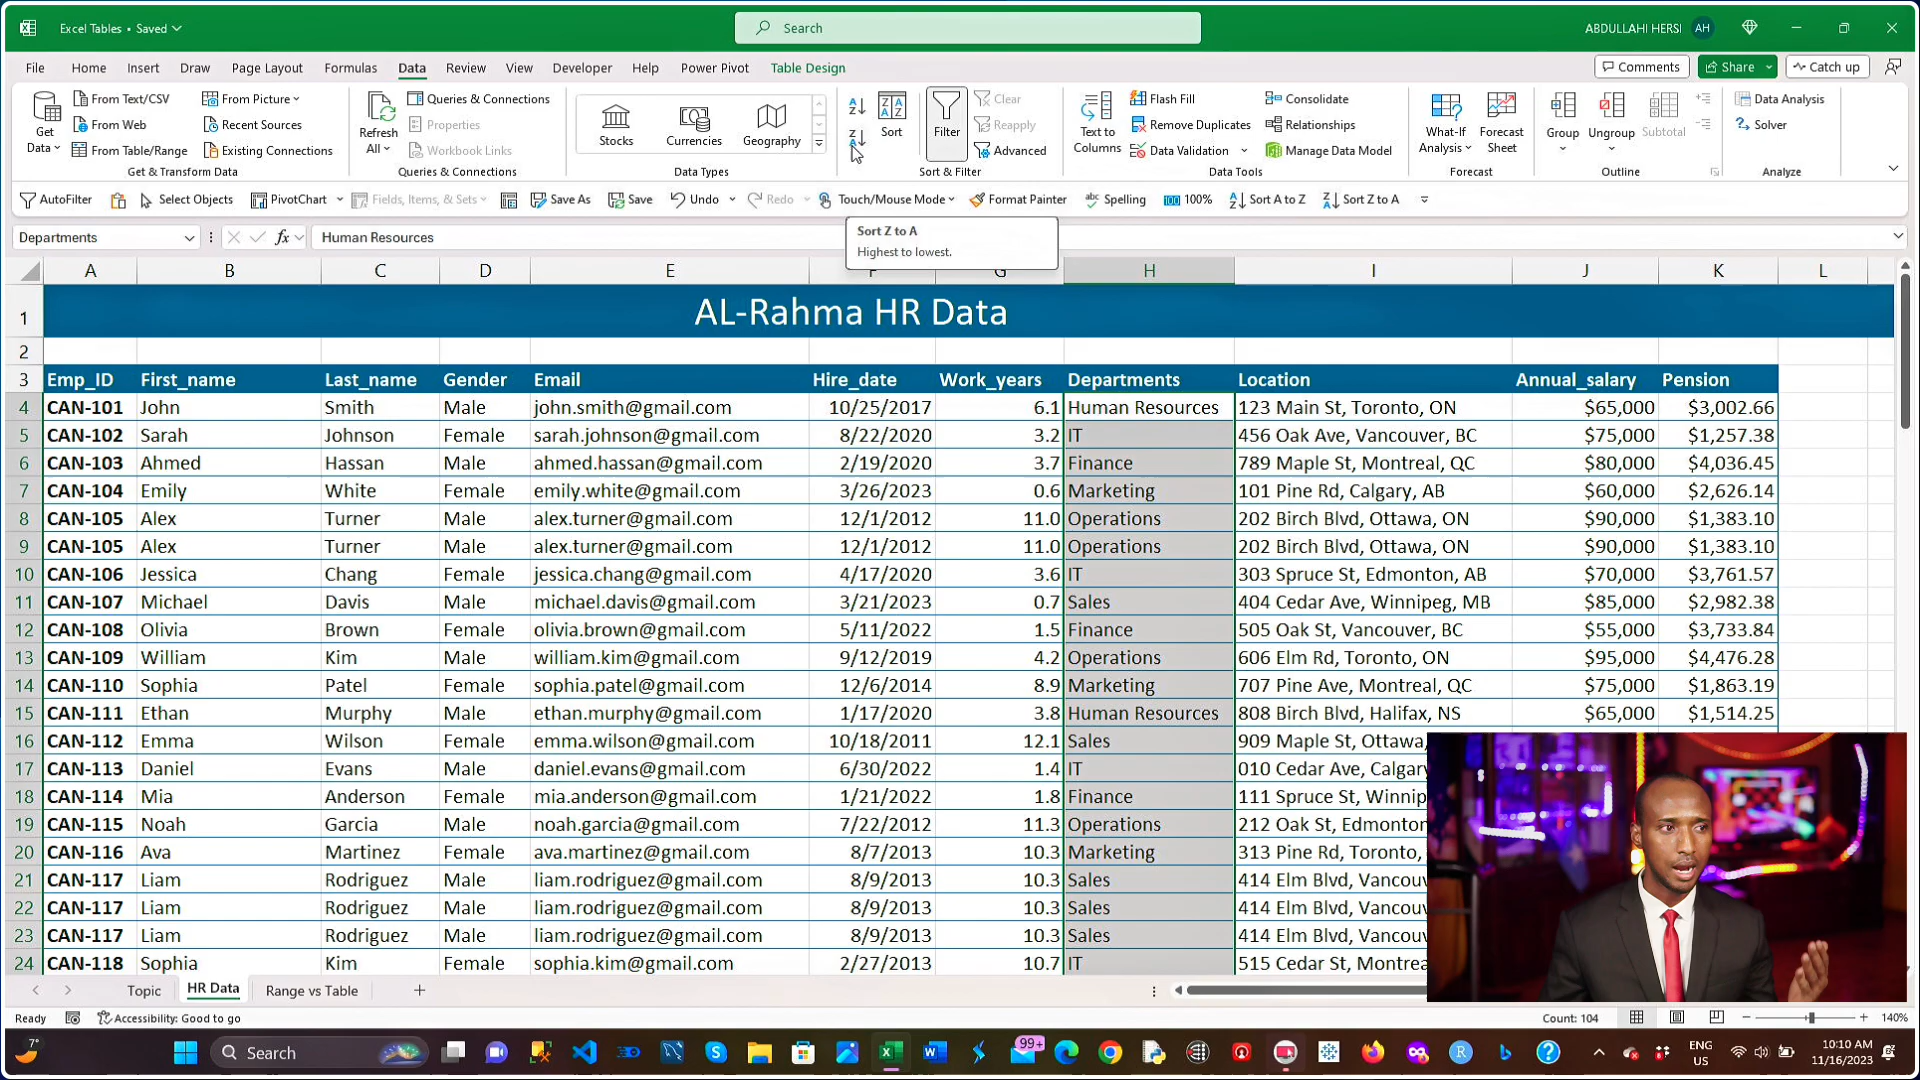 Excel Tables • Saved
Search
ABDULLAHI HERSI AH
File Home Insert Draw Page Layout Formulas Data Review View Developer Help Power Pivot Table Design
Comments Share Catch up
Get Data
From Text/CSV
From Web
From Table/Range
From Picture
Recent Sources
Existing Connections
Get & Transform Data
Refresh All
Queries & Connections
Properties
Workbook Links
Queries & Connections
Stocks Currencies Geography
Data Types
Sort
Filter
Clear
Reapply
Advanced
Sort & Filter
Text to Columns
Flash Fill
Remove Duplicates
Data Validation
Consolidate
Relationships
Manage Data Model
Data Tools
What-If Analysis
Forecast Sheet
Forecast
Group Ungroup Subtotal
Outline
Data Analysis
Solver
Analyze
AutoFilter Select Objects PivotChart Fields, Items, & Sets Save As Save Undo Redo Touch/Mouse Mode Format Painter Spelling 100% Sort A to Z Sort Z to A
Departments fx Human Resources
Sort Z to A
Highest to lowest.
A B C D E F G H I J K L
1 AL-Rahma HR Data
2
3 Emp_ID First_name Last_name Gender Email Hire_date Work_years Departments Location Annual_salary Pension
4 CAN-101 John Smith Male john.smith@gmail.com 10/25/2017 6.1 Human Resources 123 Main St, Toronto, ON $65,000 $3,002.66
5 CAN-102 Sarah Johnson Female sarah.johnson@gmail.com 8/22/2020 3.2 IT 456 Oak Ave, Vancouver, BC $75,000 $1,257.38
6 CAN-103 Ahmed Hassan Male ahmed.hassan@gmail.com 2/19/2020 3.7 Finance 789 Maple St, Montreal, QC $80,000 $4,036.45
7 CAN-104 Emily White Female emily.white@gmail.com 3/26/2023 0.6 Marketing 101 Pine Rd, Calgary, AB $60,000 $2,626.14
8 CAN-105 Alex Turner Male alex.turner@gmail.com 12/1/2012 11.0 Operations 202 Birch Blvd, Ottawa, ON $90,000 $1,383.10
9 CAN-105 Alex Turner Male alex.turner@gmail.com 12/1/2012 11.0 Operations 202 Birch Blvd, Ottawa, ON $90,000 $1,383.10
10 CAN-106 Jessica Chang Female jessica.chang@gmail.com 4/17/2020 3.6 IT 303 Spruce St, Edmonton, AB $70,000 $3,761.57
11 CAN-107 Michael Davis Male michael.davis@gmail.com 3/21/2023 0.7 Sales 404 Cedar Ave, Winnipeg, MB $85,000 $2,982.38
12 CAN-108 Olivia Brown Female olivia.brown@gmail.com 5/11/2022 1.5 Finance 505 Oak St, Vancouver, BC $55,000 $3,733.84
13 CAN-109 William Kim Male william.kim@gmail.com 9/12/2019 4.2 Operations 606 Elm Rd, Toronto, ON $95,000 $4,476.28
14 CAN-110 Sophia Patel Female sophia.patel@gmail.com 12/6/2014 8.9 Marketing 707 Pine Ave, Montreal, QC $75,000 $1,863.19
15 CAN-111 Ethan Murphy Male ethan.murphy@gmail.com 1/17/2020 3.8 Human Resources 808 Birch Blvd, Halifax, NS $65,000 $1,514.25
16 CAN-112 Emma Wilson Female emma.wilson@gmail.com 10/18/2011 12.1 Sales 909 Maple St, Ottawa,
17 CAN-113 Daniel Evans Male daniel.evans@gmail.com 6/30/2022 1.4 IT 010 Cedar Ave, Calgary
18 CAN-114 Mia Anderson Female mia.anderson@gmail.com 1/21/2022 1.8 Finance 111 Spruce St, Winnip
19 CAN-115 Noah Garcia Male noah.garcia@gmail.com 7/22/2012 11.3 Operations 212 Oak St, Edmonton
20 CAN-116 Ava Martinez Female ava.martinez@gmail.com 8/7/2013 10.3 Marketing 313 Pine Rd, Toronto,
21 CAN-117 Liam Rodriguez Male liam.rodriguez@gmail.com 8/9/2013 10.3 Sales 414 Elm Blvd, Vancouv
22 CAN-117 Liam Rodriguez Male liam.rodriguez@gmail.com 8/9/2013 10.3 Sales 414 Elm Blvd, Vancouv
23 CAN-117 Liam Rodriguez Male liam.rodriguez@gmail.com 8/9/2013 10.3 Sales 414 Elm Blvd, Vancouv
24 CAN-118 Sophia Kim Female sophia.kim@gmail.com 2/27/2013 10.7 IT 515 Cedar St, Montrea
Topic HR Data Range vs Table
Ready Accessibility: Good to go Count: 104 140%
7° Search 99+ ENG US 10:10 AM 11/16/2023